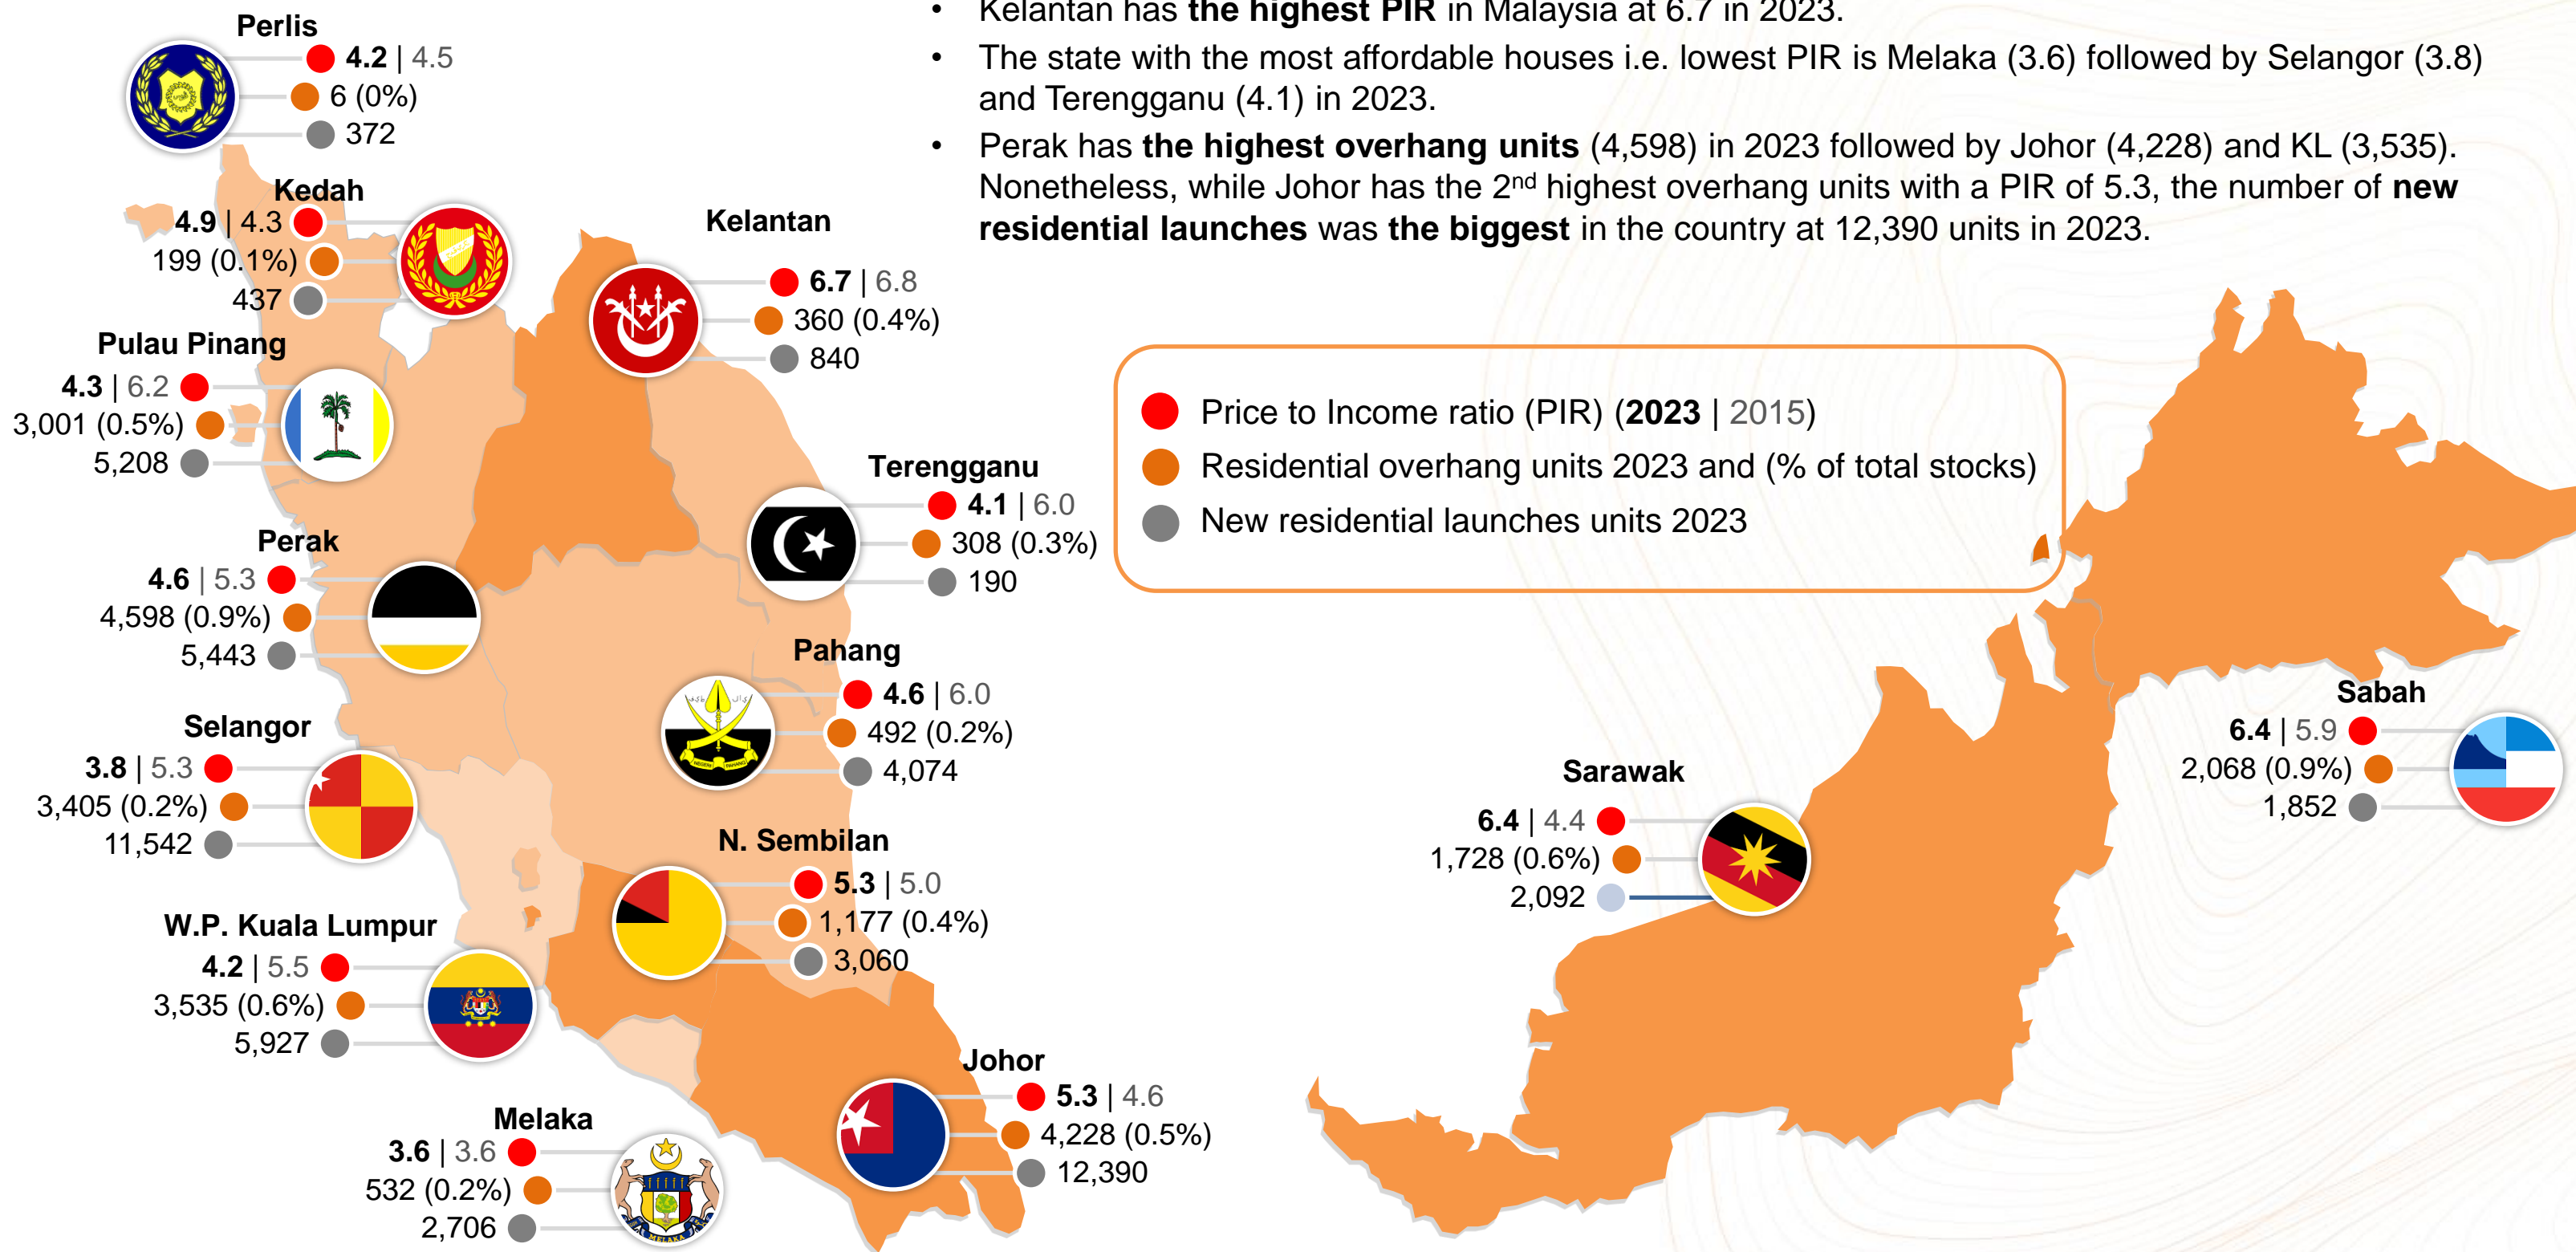 • Kelantan has the highest PIR in Malaysia at 6.7 in 2023.
• The state with the most affordable houses i.e. lowest PIR is Melaka (3.6) followed by Selangor (3.8)
and Terengganu (4.1) in 2023.
• Perak has the highest overhang units (4,598) in 2023 followed by Johor (4,228) and KL (3,535).
Nonetheless, while Johor has the 2nd highest overhang units with a PIR of 5.3, the number of new
residential launches was the biggest in the country at 12,390 units in 2023.
Perlis
4.2 | 4.5
6 (0%)
372
Kedah
4.9 | 4.3
199 (0.1%)
437
Kelantan
6.7 | 6.8
360 (0.4%)
840
Pulau Pinang
4.3 | 6.2
3,001 (0.5%)
5,208
Price to Income ratio (PIR) (2023 | 2015)
Residential overhang units 2023 and (% of total stocks)
New residential launches units 2023
Terengganu
4.1 | 6.0
308 (0.3%)
190
Perak
4.6 | 5.3
4,598 (0.9%)
5,443
Pahang
4.6 | 6.0
492 (0.2%)
4,074
NEGERI PAHANG
Selangor
3.8 | 5.3
3,405 (0.2%)
11,542
Sabah
6.4 | 5.9
2,068 (0.9%)
1,852
Sarawak
6.4 | 4.4
1,728 (0.6%)
2,092
N. Sembilan
5.3 | 5.0
1,177 (0.4%)
3,060
W.P. Kuala Lumpur
4.2 | 5.5
3,535 (0.6%)
5,927
Johor
5.3 | 4.6
4,228 (0.5%)
12,390
Melaka
3.6 | 3.6
532 (0.2%)
2,706
MELAKA